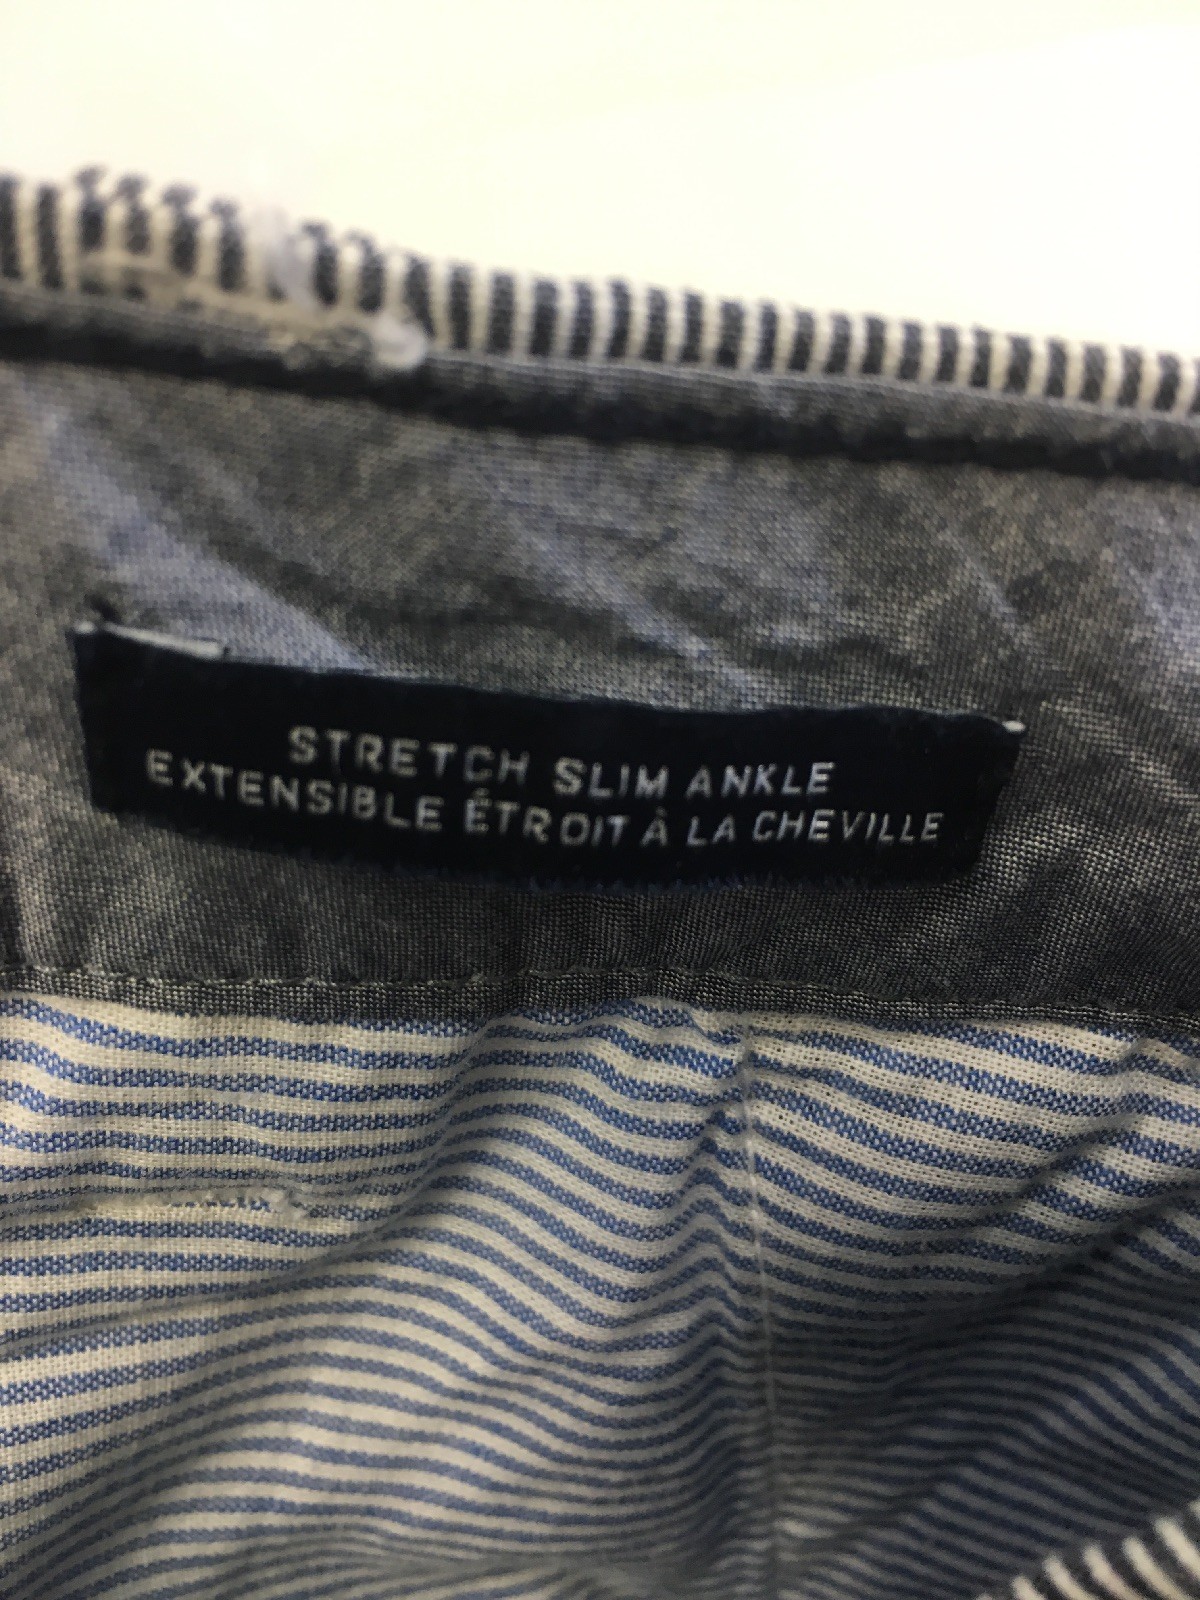 STRETCH SLIM ANKLE
EXTENSIBLE ÉTROIT À LA CHEVILLE